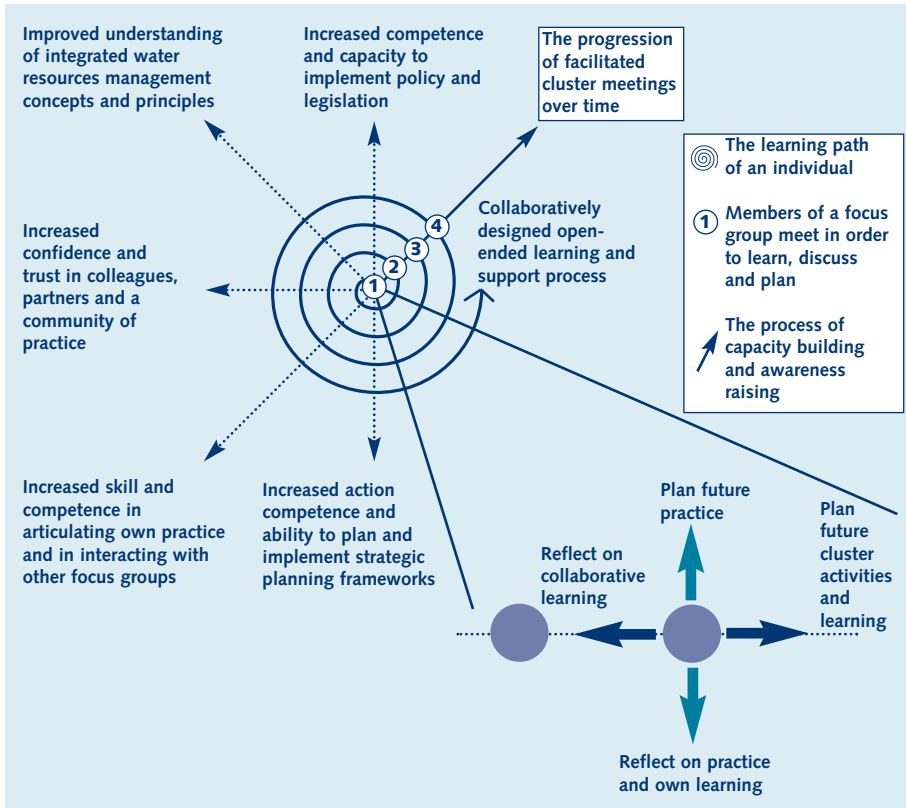 Improved understanding
of integrated water
resources management
concepts and principles
Increased competence
and capacity to
implement policy and
legislation
The progression
of facilitated
cluster meetings
over time
The learning path
of an individual
1
Members of a focus
group meet in order
to learn, discuss
and plan
The process of
capacity building
and awareness
raising
Increased
confidence and
trust in colleagues,
partners and a
community of
practice
4
3
2
1
Collaboratively
designed open-
ended learning and
support process
Increased skill and
competence in
articulating own practice
and in interacting with
other focus groups
Increased action
competence and
ability to plan and
implement strategic
planning frameworks
Plan future
practice
Plan
future
cluster
activities
and
learning
Reflect on
collaborative
learning
Reflect on practice
and own learning